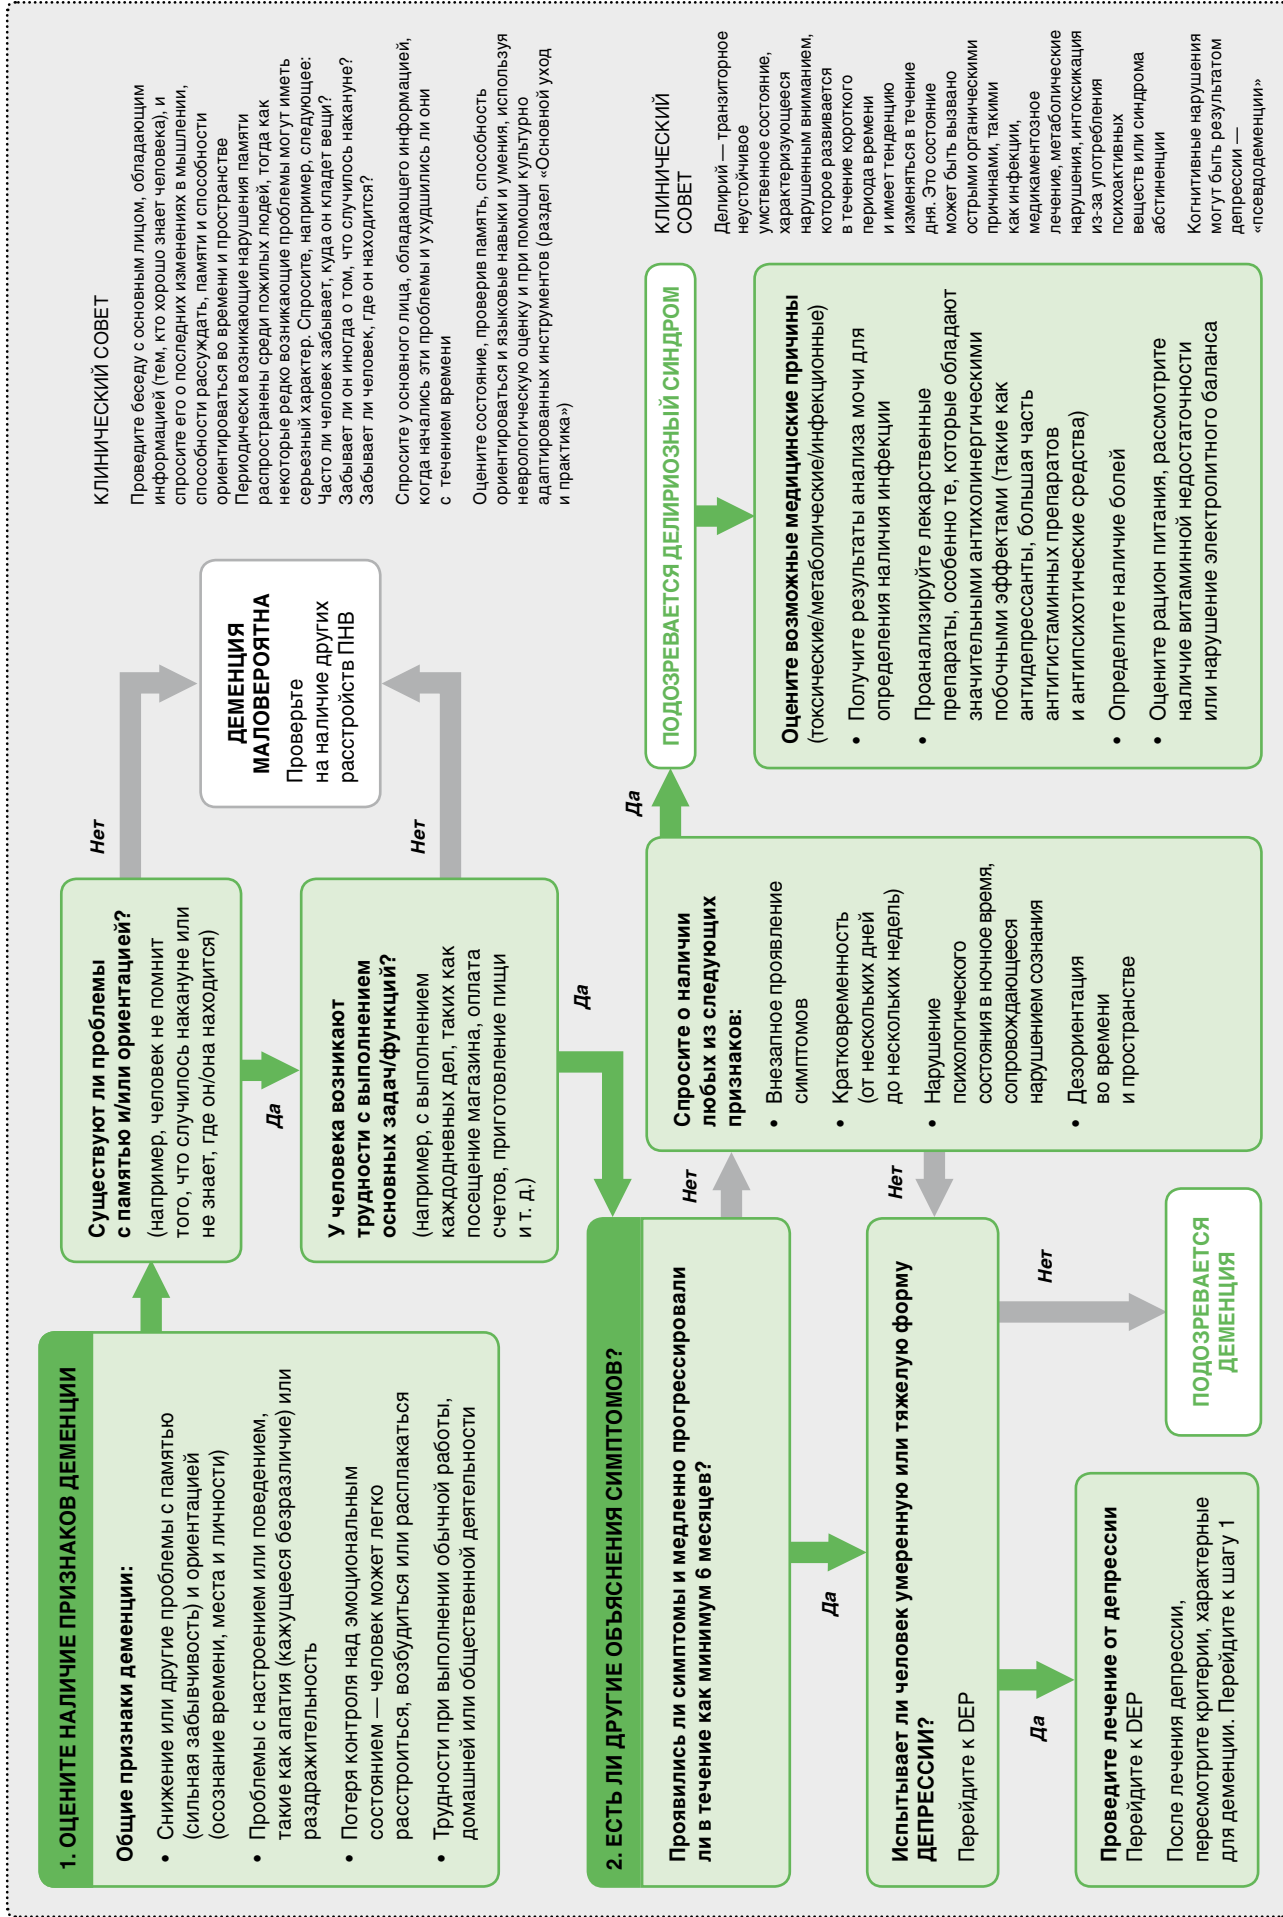 1. ОЦЕНИТЕ НАЛИЧИЕ ПРИЗНАКОВ ДЕМЕНЦИИ
Общие признаки деменции:
• Снижение или другие проблемы с памятью
(сильная забывчивость) и ориентацией
(осознание времени, места и личности)
• Проблемы с настроением или поведением,
такие как апатия (кажущееся безразличие) или
раздражительность
• Потеря контроля над эмоциональным
состоянием — человек может легко
расстроиться, возбудиться или расплакаться
• Трудности при выполнении обычной работы,
домашней или общественной деятельности
Существуют ли проблемы
с памятью и/или ориентацией?
(например, человек не помнит
того, что случилось накануне или
не знает, где он/она находится)
Нет
Да
У человека возникают
трудности с выполнением
основных задач/функций?
(например, с выполнением
каждодневных дел, таких как
посещение магазина, оплата
счетов, приготовление пищи
и т. д.)
Нет
Да
ДЕМЕНЦИЯ
МАЛОВЕРОЯТНА
Проверьте
на наличие других
расстройств ПНВ
КЛИНИЧЕСКИЙ СОВЕТ
Проведите беседу с основным лицом, обладающим
информацией (тем, кто хорошо знает человека), и
спросите его о последних изменениях в мышлении,
способности рассуждать, памяти и способности
ориентироваться во времени и пространстве
Периодически возникающие нарушения памяти
распространены среди пожилых людей, тогда как
некоторые редко возникающие проблемы могут иметь
серьезный характер. Спросите, например, следующее:
Часто ли человек забывает, куда он кладет вещи?
Забывает ли он иногда о том, что случилось накануне?
Забывает ли человек, где он находится?
Спросите у основного лица, обладающего информацией,
когда начались эти проблемы и ухудшились ли они
с течением времени
Оцените состояние, проверив память, способность
ориентироваться и языковые навыки и умения, используя
неврологическую оценку и при помощи культурно
адаптированных инструментов (раздел «Основной уход
и практика»)
2. ЕСТЬ ЛИ ДРУГИЕ ОБЪЯСНЕНИЯ СИМПТОМОВ?
Проявились ли симптомы и медленно прогрессировали
ли в течение как минимум 6 месяцев?
Нет
Да
Испытывает ли человек умеренную или тяжелую форму
ДЕПРЕССИИ?
Перейдите к DEP
Нет
Да
Проведите лечение от депрессии
Перейдите к DEP
После лечения депрессии,
пересмотрите критерии, характерные
для деменции. Перейдите к шагу 1
Нет
ПОДОЗРЕВАЕТСЯ
ДЕМЕНЦИЯ
Спросите о наличии
любых из следующих
признаков:
• Внезапное проявление
симптомов
• Кратковременность
(от нескольких дней
до нескольких недель)
• Нарушение
психологического
состояния в ночное время,
сопровождающееся
нарушением сознания
• Дезориентация
во времени
и пространстве
Да
ПОДОЗРЕВАЕТСЯ ДЕЛИРИОЗНЫЙ СИНДРОМ
Оцените возможные медицинские причины
(токсические/метаболические/инфекционные)
• Получите результаты анализа мочи для
определения наличия инфекции
• Проанализируйте лекарственные
препараты, особенно те, которые обладают
значительными антихолинергическими
побочными эффектами (такие как
антидепрессанты, большая часть
антигистаминных препаратов
и антипсихотические средства)
• Определите наличие болей
• Оцените рацион питания, рассмотрите
наличие витаминной недостаточности
или нарушение электролитного баланса
КЛИНИЧЕСКИЙ
СОВЕТ
Делирий — транзиторное
неустойчивое
умственное состояние,
характеризующееся
нарушенным вниманием,
которое развивается
в течение короткого
периода времени
и имеет тенденцию
изменяться в течение
дня. Это состояние
может быть вызвано
острыми органическими
причинами, такими
как инфекции,
медикаментозное
лечение, метаболические
нарушения, интоксикация
из-за употребления
психоактивных
веществ или синдрома
абстиненции
Когнитивные нарушения
могут быть результатом
депрессии —
«псевдодеменции»